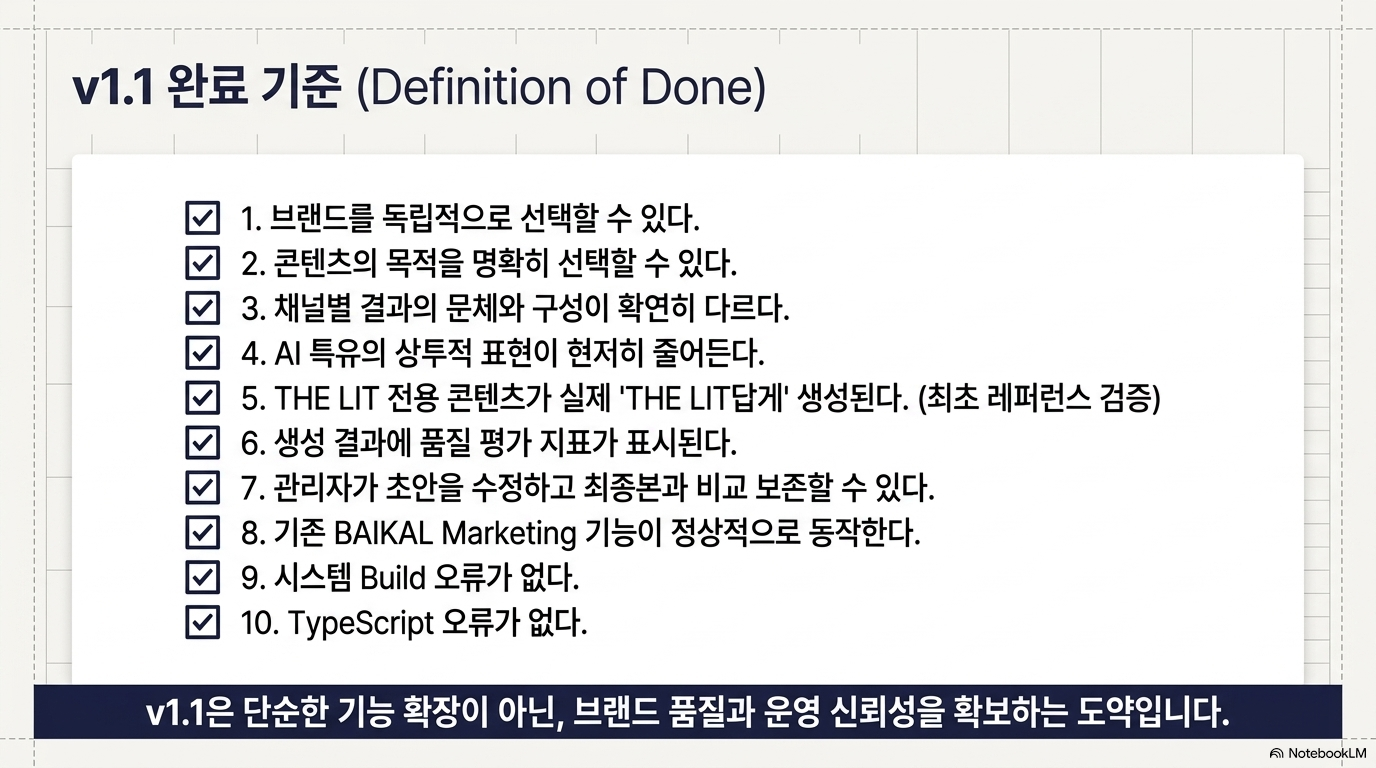 v1.1 완료 기준 (Definition of Done)
1. 브랜드를 독립적으로 선택할 수 있다.
2. 콘텐츠의 목적을 명확히 선택할 수 있다.
3. 채널별 결과의 문체와 구성이 확연히 다르다.
4. AI 특유의 상투적 표현이 현저히 줄어든다.
5. THE LIT 전용 콘텐츠가 실제 'THE LIT답게' 생성된다. (최초 레퍼런스 검증)
6. 생성 결과에 품질 평가 지표가 표시된다.
7. 관리자가 초안을 수정하고 최종본과 비교 보존할 수 있다.
8. 기존 BAIKAL Marketing 기능이 정상적으로 동작한다.
9. 시스템 Build 오류가 없다.
10. TypeScript 오류가 없다.
v1.1은 단순한 기능 확장이 아닌, 브랜드 품질과 운영 신뢰성을 확보하는 도약입니다.
NotebookLM